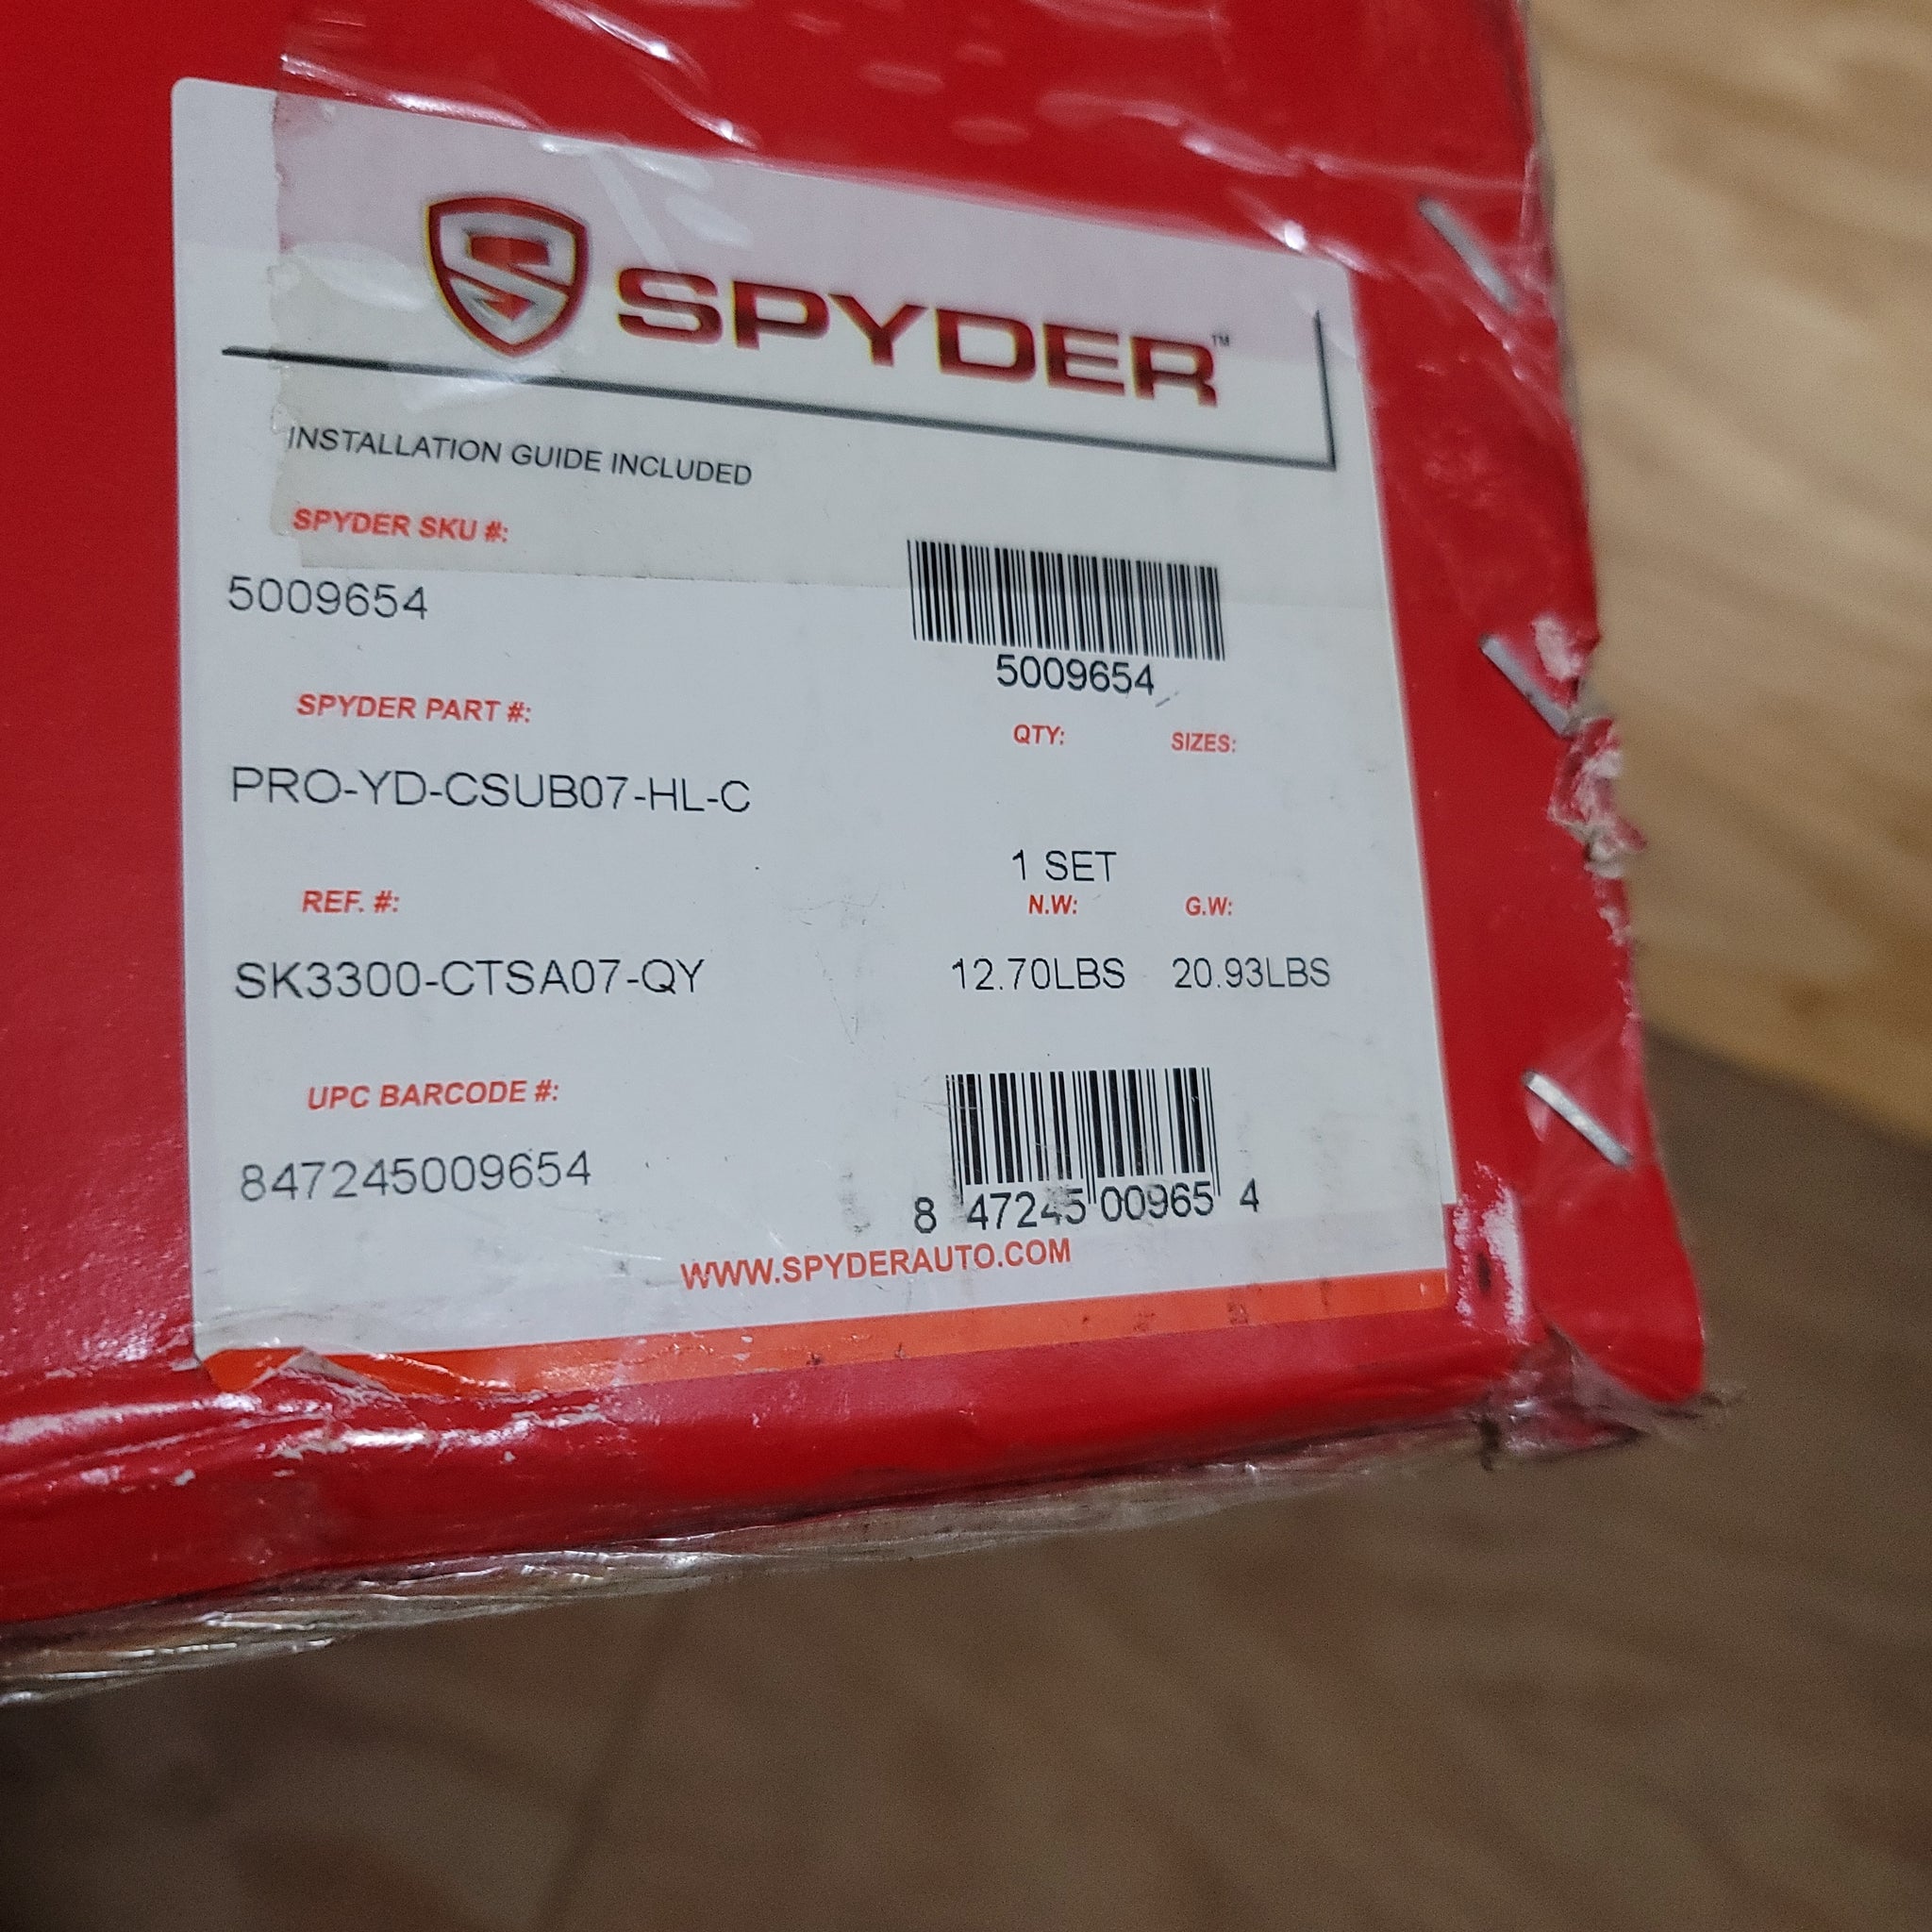 SPYDER™
INSTALLATION GUIDE INCLUDED
SPYDER SKU #:
5009654
5009654
SPYDER PART #:
QTY: SIZES:
PRO-YD-CSUB07-HL-C
1 SET
REF. #:
N.W: G.W:
SK3300-CTSA07-QY
12.70LBS 20.93LBS
UPC BARCODE #:
847245009654
8 47245 00965 4
WWW.SPYDERAUTO.COM